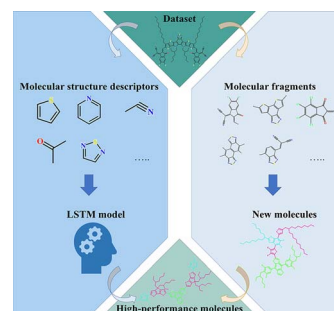 Dataset
Molecular structure descriptors
Molecular fragments
S
N
N
O
S
N N
.....
.....
LSTM model
New molecules
High-performance molecules